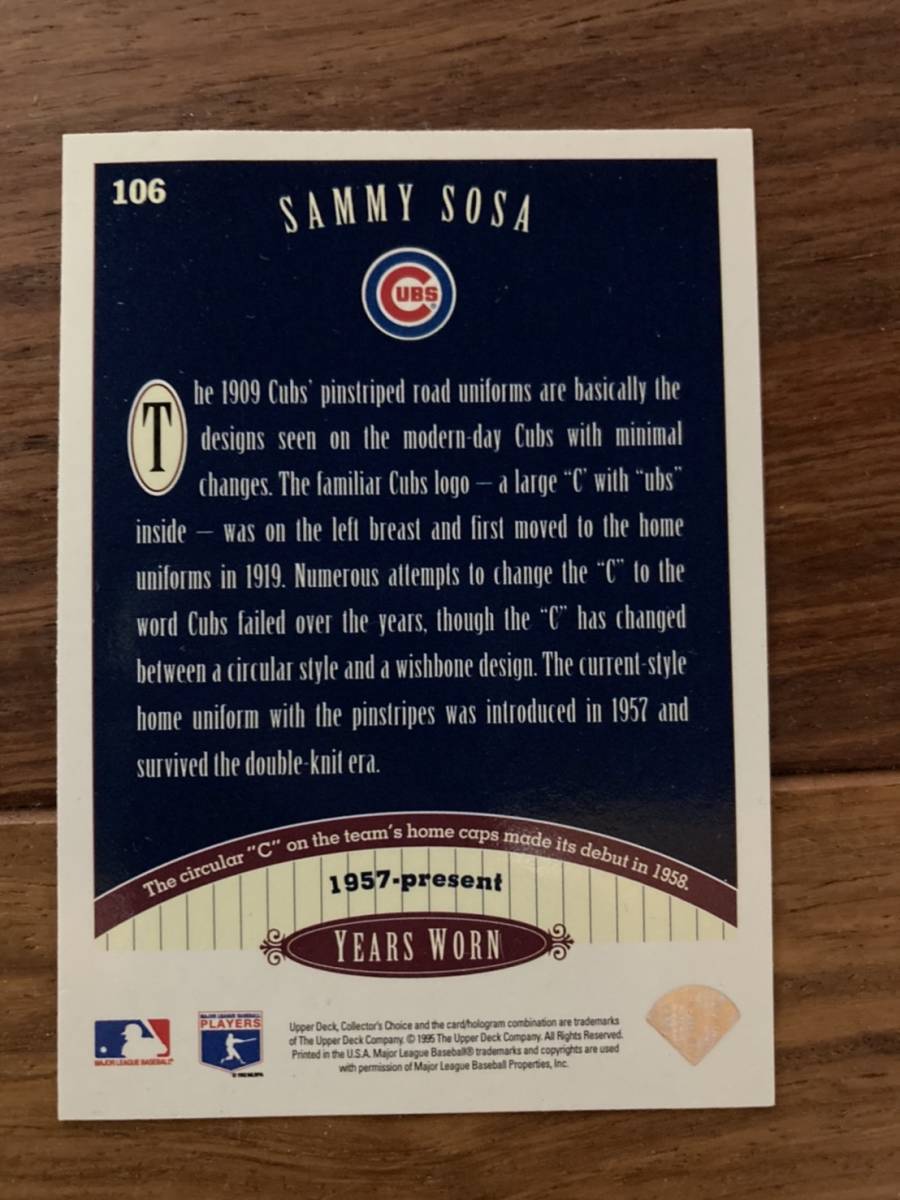 106
SAMMY SOSA
CUBS
The 1909 Cubs' pinstriped road uniforms are basically the
designs seen on the modern-day Cubs with minimal
changes. The familiar Cubs logo — a large "C" with "ubs"
inside — was on the left breast and first moved to the home
uniforms in 1919. Numerous attempts to change the "C" to the
word Cubs failed over the years, though the "C" has changed
between a circular style and a wishbone design. The current-style
home uniform with the pinstripes was introduced in 1957 and
survived the double-knit era.
The circular "C" on the team's home caps made its debut in 1958.
1957-present
YEARS WORN
MAJOR LEAGUE BASEBALL
MAJOR LEAGUE BASEBALL
PLAYERS
Upper Deck, Collector's Choice and the card/hologram combination are trademarks
of The Upper Deck Company. © 1995 The Upper Deck Company. All Rights Reserved.
Printed in the U.S.A. Major League Baseball® trademarks and copyrights are used
with permission of Major League Baseball Properties, Inc.